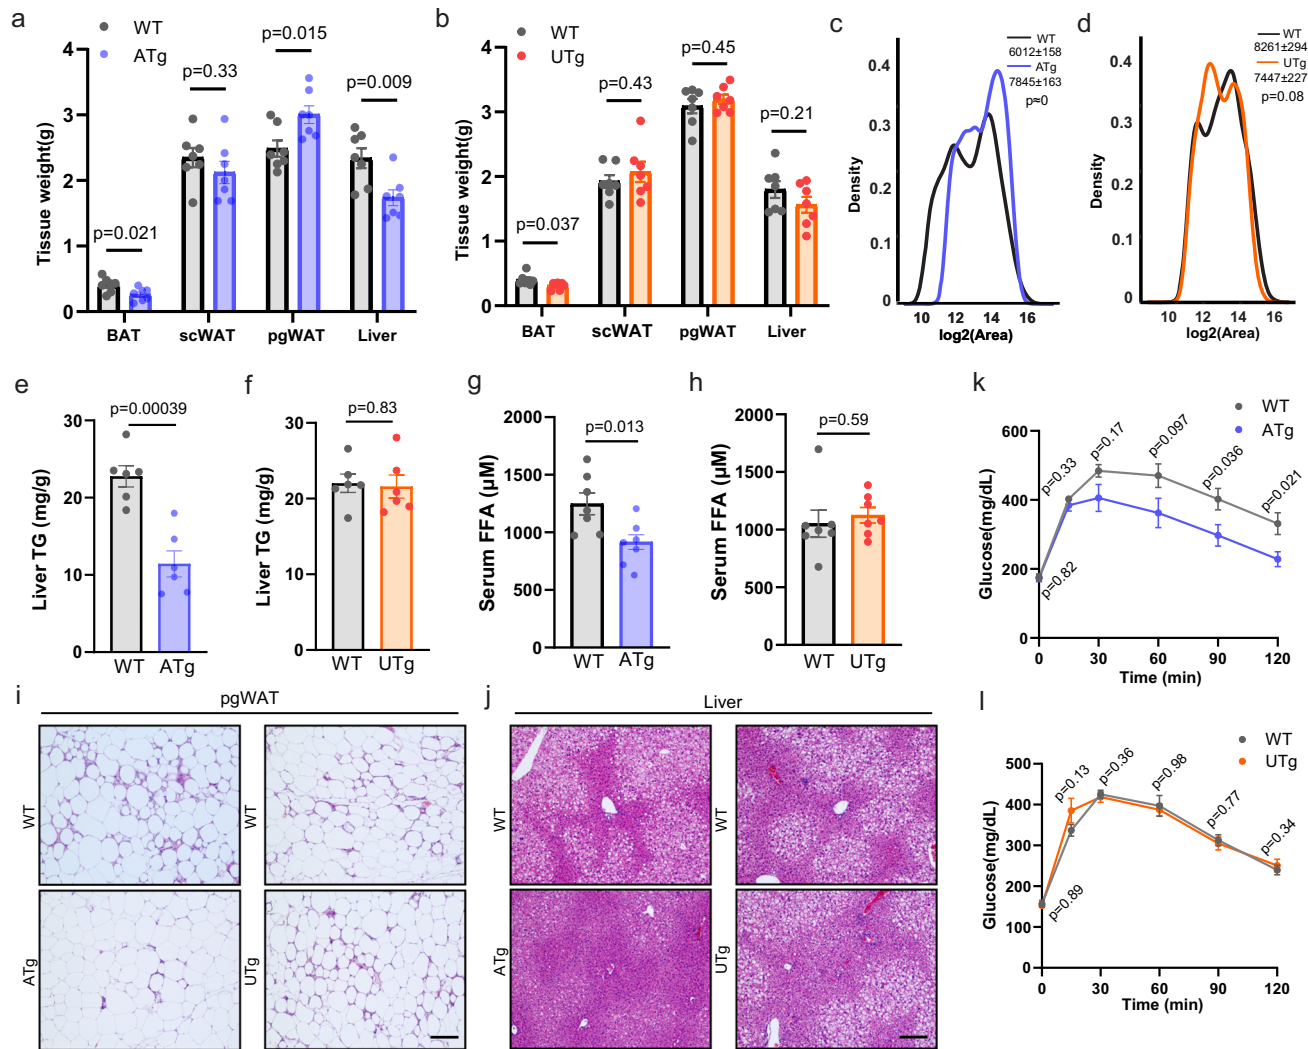 a
WT
ATg
p=0.015
p=0.33
p=0.009
p=0.021
Tissue weight(g)
4
3
2
1
0
BAT
scWAT
pgWAT
Liver
b
WT
UTg
p=0.45
p=0.43
p=0.21
p=0.037
Tissue weight(g)
4
3
2
1
0
BAT
scWAT
pgWAT
Liver
c
WT
6012±158
ATg
7845±163
p≈0
Density
0.4
0.3
0.2
0.1
0
10
12
14
16
log2(Area)
d
WT
8261±294
UTg
7447±227
p=0.08
Density
0.4
0.3
0.2
0.1
0
10
12
14
16
log2(Area)
e
p=0.00039
Liver TG (mg/g)
30
20
10
0
WT
ATg
f
p=0.83
Liver TG (mg/g)
30
20
10
0
WT
UTg
g
p=0.013
Serum FFA (µM)
2000
1500
1000
500
0
WT
ATg
h
p=0.59
Serum FFA (µM)
2000
1500
1000
500
0
WT
UTg
k
WT
ATg
Glucose(mg/dL)
600
400
200
0
p=0.82
p=0.33
p=0.17
p=0.097
p=0.036
p=0.021
0
30
60
90
120
Time (min)
i
pgWAT
WT
WT
ATg
UTg
j
Liver
WT
WT
ATg
UTg
l
WT
UTg
Glucose(mg/dL)
500
400
300
200
100
0
p=0.89
p=0.13
p=0.36
p=0.98
p=0.77
p=0.34
0
30
60
90
120
Time (min)